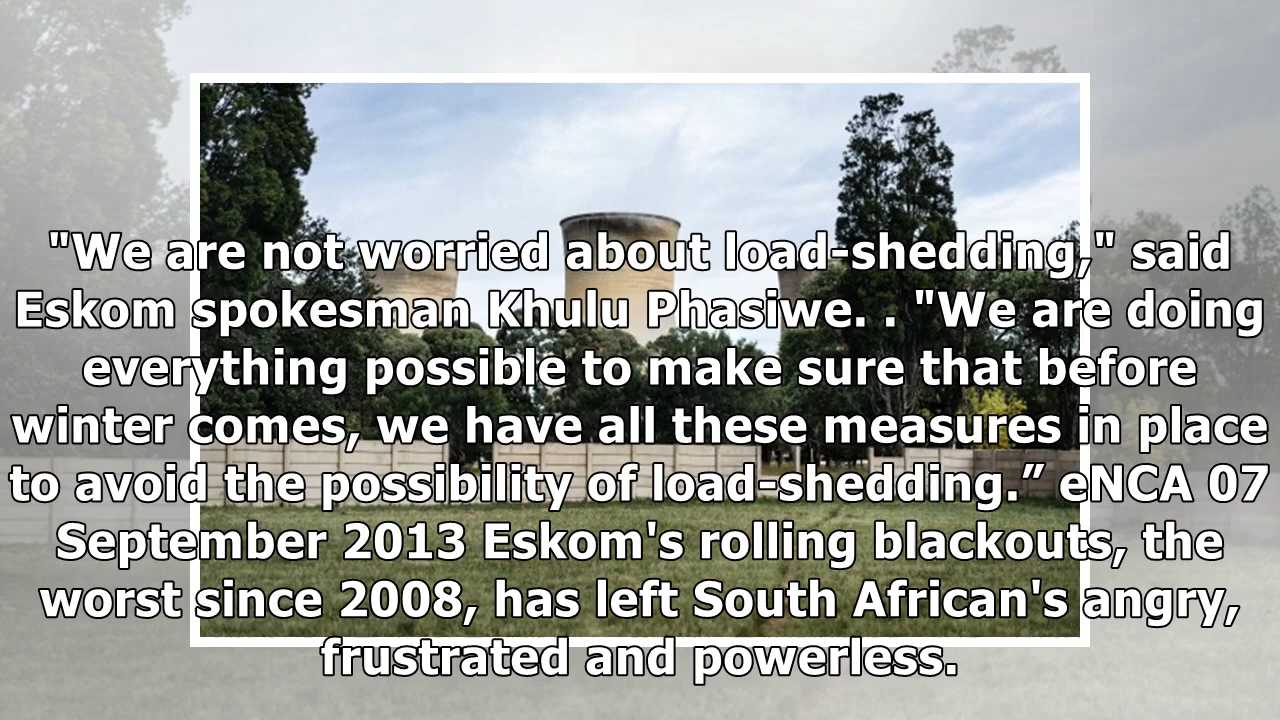 "We are not worried about load-shedding," said
Eskom spokesman Khulu Phasiwe. . "We are doing
everything possible to make sure that before
winter comes, we have all these measures in place
to avoid the possibility of load-shedding.” eNCA 07
September 2013 Eskom's rolling blackouts, the
worst since 2008, has left South African's angry,
frustrated and powerless.